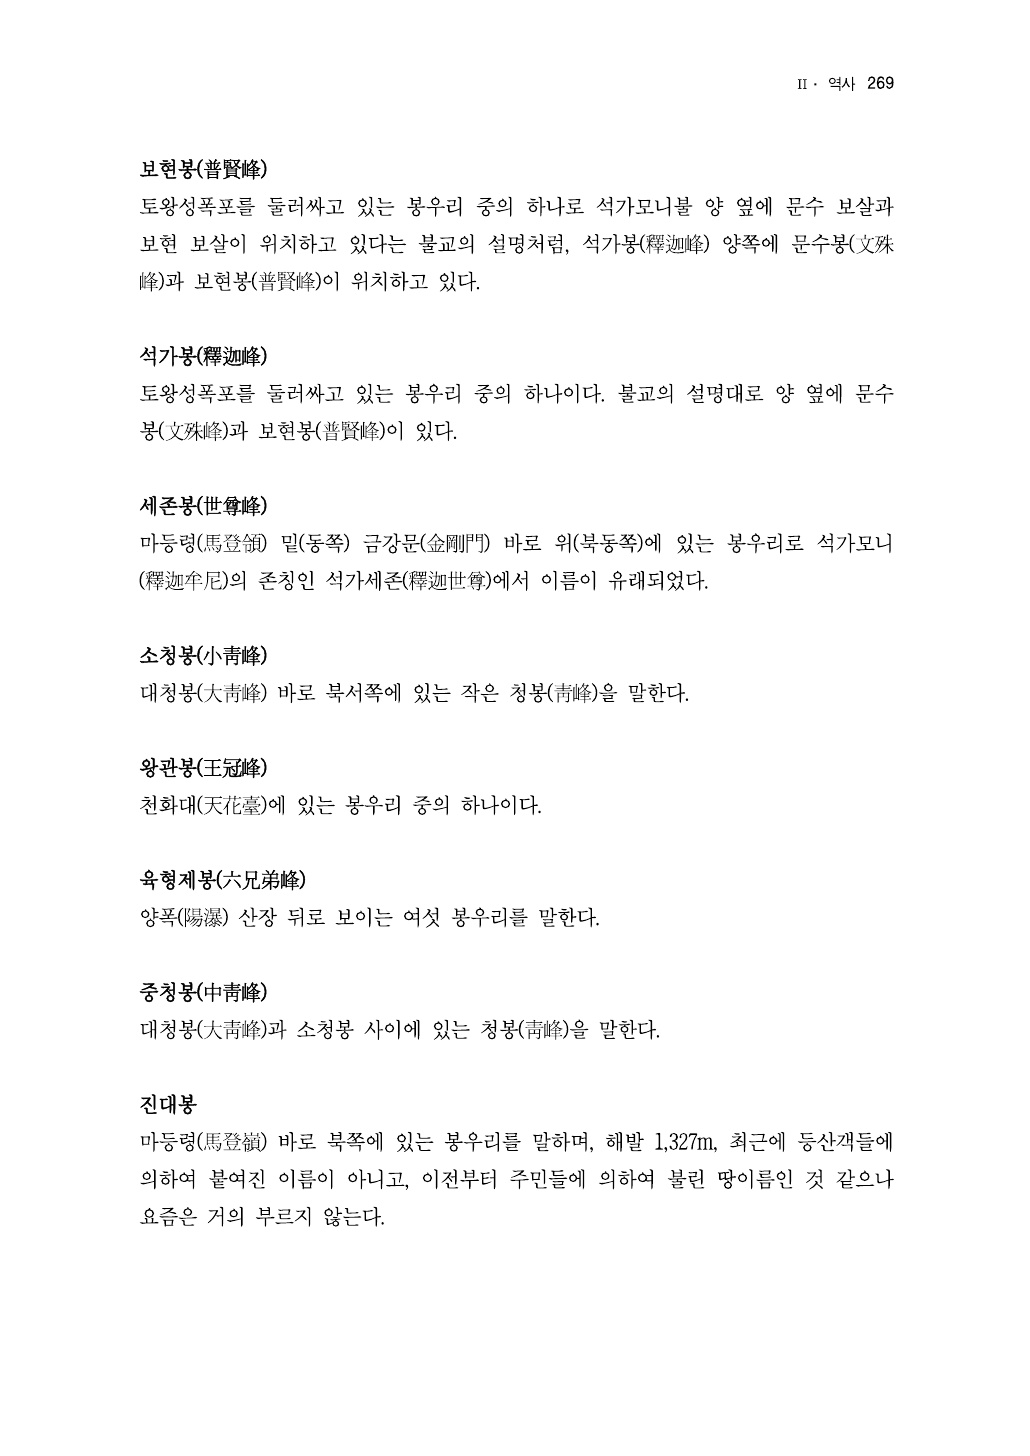 II · 역사 269
보현봉(普賢峰)
토왕성폭포를 둘러싸고 있는 봉우리 중의 하나로 석가모니불 양 옆에 문수 보살과
보현 보살이 위치하고 있다는 불교의 설명처럼, 석가봉(釋迦峰) 양쪽에 문수봉(文殊
峰)과 보현봉(普賢峰)이 위치하고 있다.
석가봉(釋迦峰)
토왕성폭포를 둘러싸고 있는 봉우리 중의 하나이다. 불교의 설명대로 양 옆에 문수
봉(文殊峰)과 보현봉(普賢峰)이 있다.
세존봉(世尊峰)
마등령(馬登領) 밑(동쪽) 금강문(金剛門) 바로 위(북동쪽)에 있는 봉우리로 석가모니
(釋迦牟尼)의 존칭인 석가세존(釋迦世尊)에서 이름이 유래되었다.
소청봉(小靑峰)
대청봉(大靑峰) 바로 북서쪽에 있는 작은 청봉(靑峰)을 말한다.
왕관봉(王冠峰)
천화대(天花臺)에 있는 봉우리 중의 하나이다.
육형제봉(六兄弟峰)
양폭(陽瀑) 산장 뒤로 보이는 여섯 봉우리를 말한다.
중청봉(中靑峰)
대청봉(大靑峰)과 소청봉 사이에 있는 청봉(靑峰)을 말한다.
진대봉
마등령(馬登嶺) 바로 북쪽에 있는 봉우리를 말하며, 해발 1,327m, 최근에 등산객들에
의하여 붙여진 이름이 아니고, 이전부터 주민들에 의하여 불린 땅이름인 것 같으나
요즘은 거의 부르지 않는다.